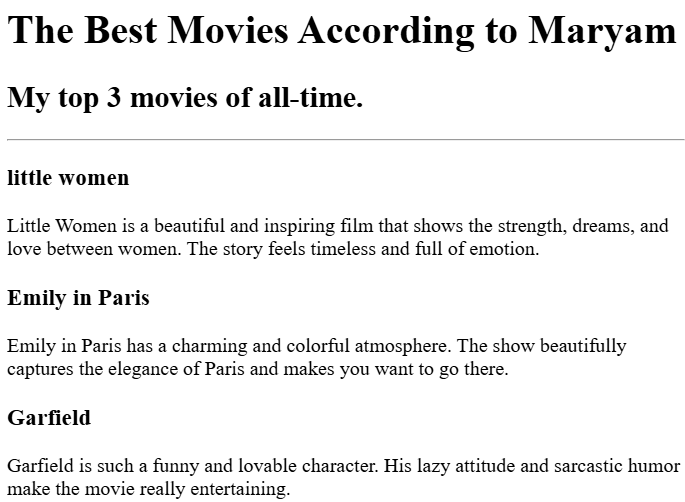 The Best Movies According to Maryam
My top 3 movies of all-time.
little women
Little Women is a beautiful and inspiring film that shows the strength, dreams, and
love between women. The story feels timeless and full of emotion.
Emily in Paris
Emily in Paris has a charming and colorful atmosphere. The show beautifully
captures the elegance of Paris and makes you want to go there.
Garfield
Garfield is such a funny and lovable character. His lazy attitude and sarcastic humor
make the movie really entertaining.